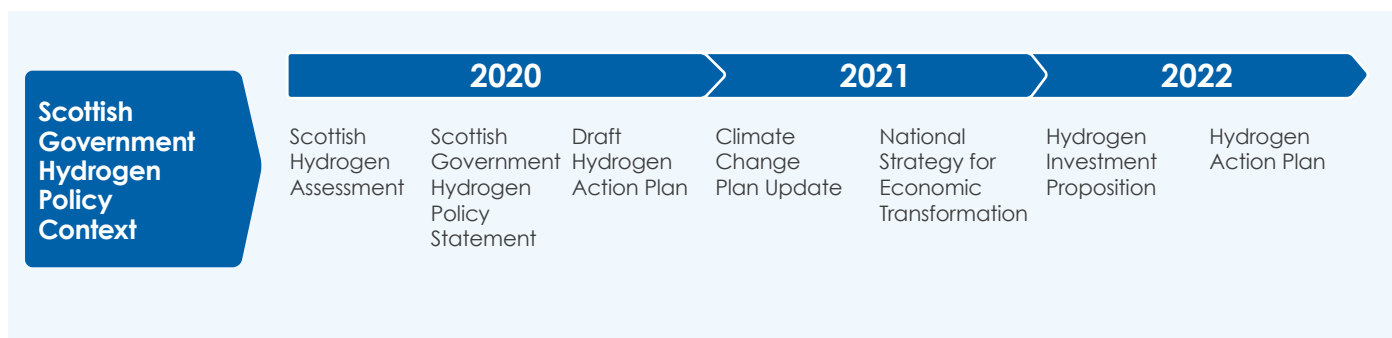 Scottish
Government
Hydrogen
Policy
Context
2020
2021
2022
Scottish
Hydrogen
Assessment
Scottish
Government
Hydrogen
Policy
Statement
Draft
Hydrogen
Action Plan
Climate
Change
Plan Update
National
Strategy for
Economic
Transformation
Hydrogen
Investment
Proposition
Hydrogen
Action Plan